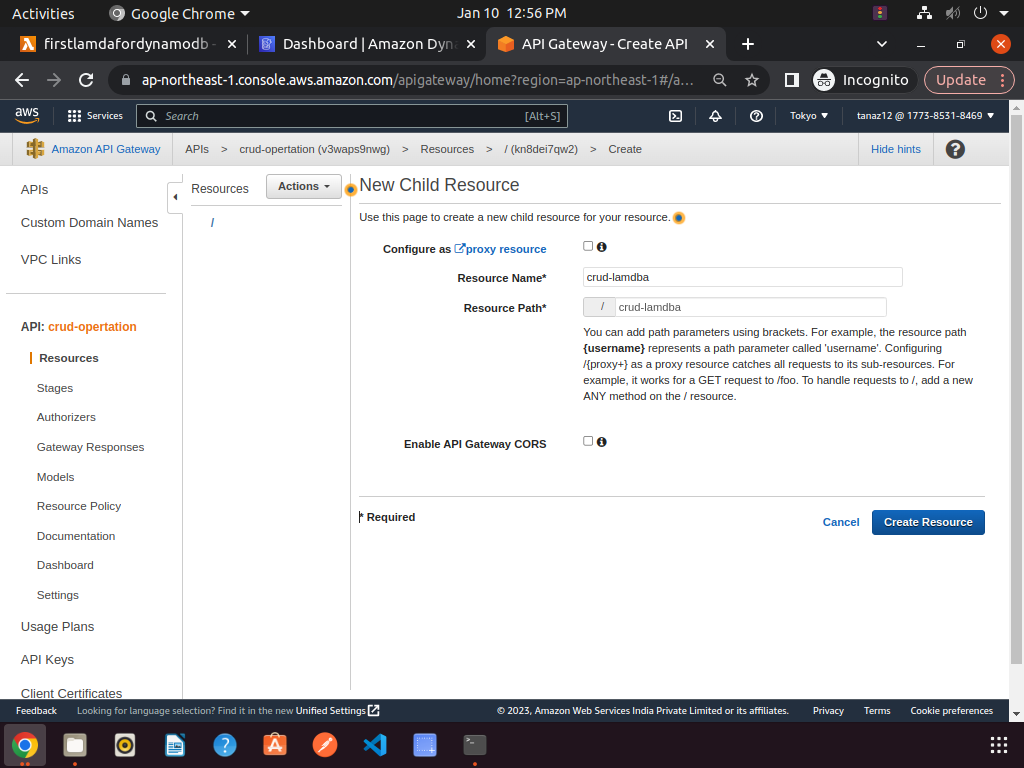 Activities Google Chrome Jan 10 12:56 PM
firstlamdafordynamodb - Dashboard | Amazon Dyna API Gateway - Create API
ap-northeast-1.console.aws.amazon.com/apigateway/home?region=ap-northeast-1#/a... Incognito Update
aws Services Search [Alt+S] Tokyo tanaz12 @ 1773-8531-8469
Amazon API Gateway APIs > crud-opertation (v3waps9nwg) > Resources > / (kn8dei7qw2) > Create Hide hints
APIs
Custom Domain Names
VPC Links
API: crud-opertation
Resources
Stages
Authorizers
Gateway Responses
Models
Resource Policy
Documentation
Dashboard
Settings
Usage Plans
API Keys
Client Certificates
Resources Actions
/
New Child Resource
Use this page to create a new child resource for your resource.
Configure as proxy resource
Resource Name* crud-lamdba
Resource Path* / crud-lamdba
You can add path parameters using brackets. For example, the resource path
{username} represents a path parameter called 'username'. Configuring
/{proxy+} as a proxy resource catches all requests to its sub-resources. For
example, it works for a GET request to /foo. To handle requests to /, add a new
ANY method on the / resource.
Enable API Gateway CORS
* Required Cancel Create Resource
Feedback Looking for language selection? Find it in the new Unified Settings © 2023, Amazon Web Services India Private Limited or its affiliates. Privacy Terms Cookie preferences